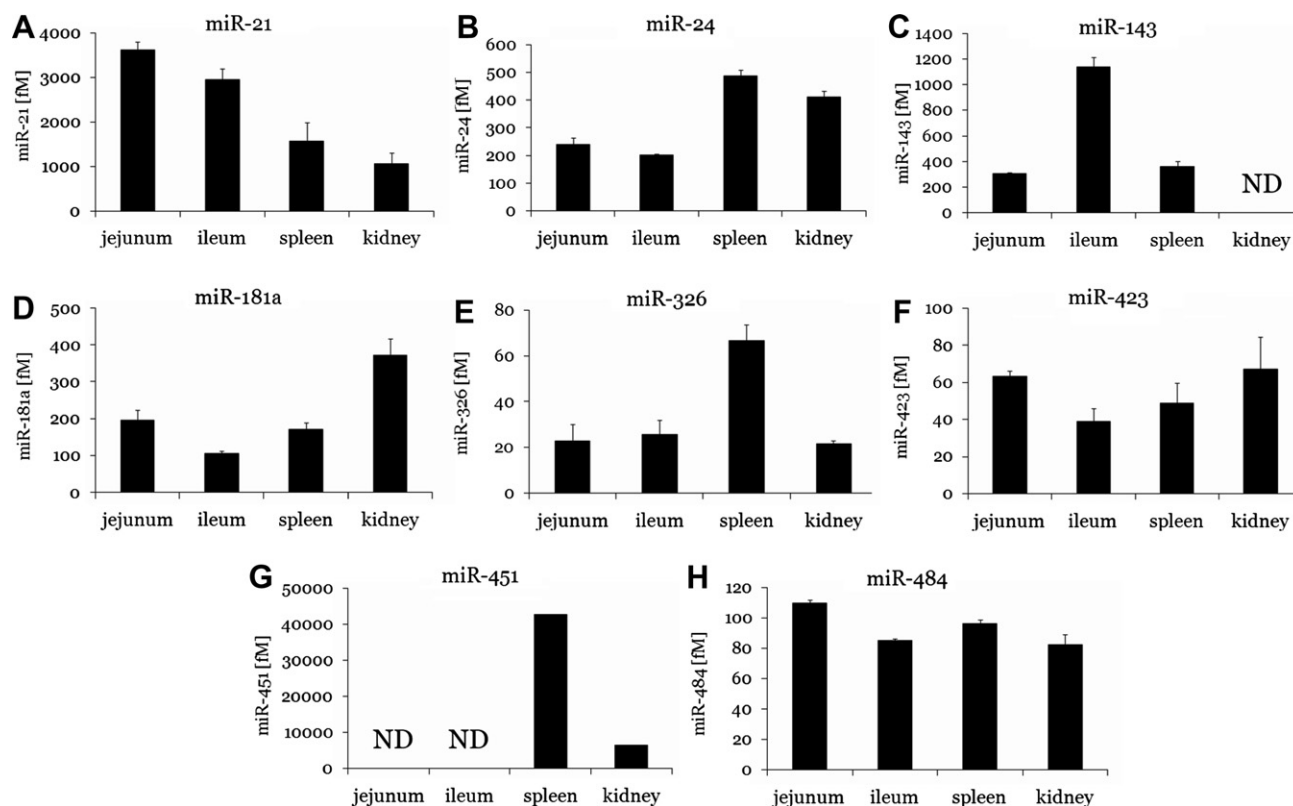 A
miR-21
miR-21 [fM]
4000
3000
2000
1000
0
jejunum ileum spleen kidney
B
miR-24
miR-24 [fM]
600
500
400
300
200
100
0
jejunum ileum spleen kidney
C
miR-143
miR-143 [fM]
1400
1200
1000
800
600
400
200
0
ND
jejunum ileum spleen kidney
D
miR-181a
miR-181a [fM]
500
400
300
200
100
0
jejunum ileum spleen kidney
E
miR-326
miR-326 [fM]
80
60
40
20
0
jejunum ileum spleen kidney
F
miR-423
miR-423 [fM]
100
80
60
40
20
0
jejunum ileum spleen kidney
G
miR-451
miR-451 [fM]
50000
40000
30000
20000
10000
0
ND ND
jejunum ileum spleen kidney
H
miR-484
miR-484 [fM]
120
100
80
60
40
20
0
jejunum ileum spleen kidney